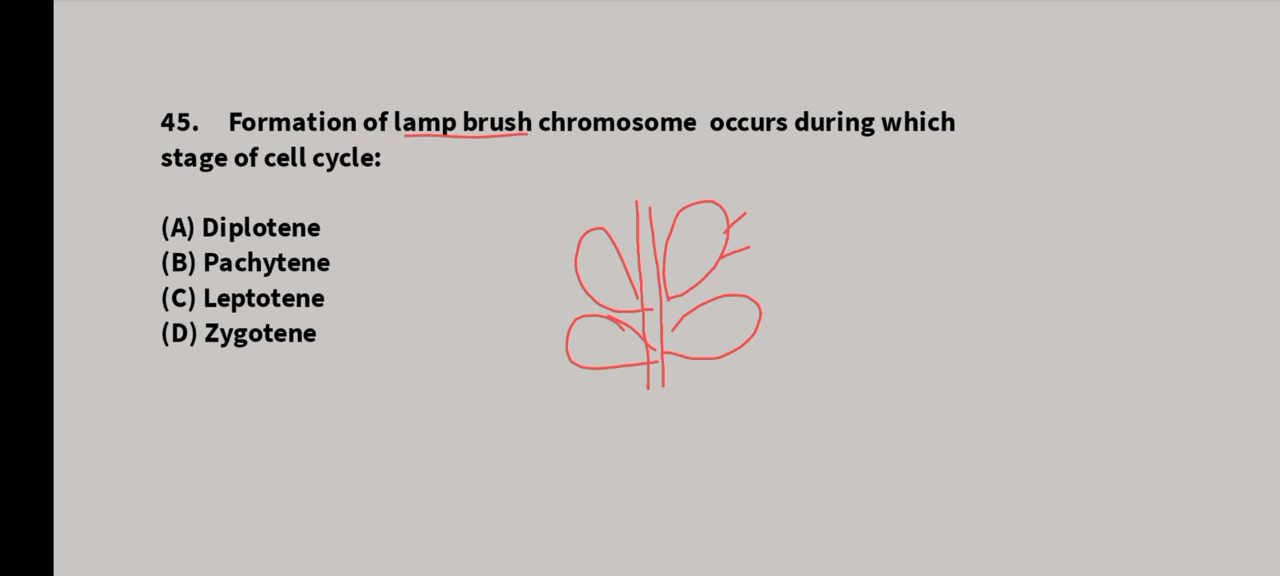 45. Formation of lamp brush chromosome occurs during which
stage of cell cycle:
(A) Diplotene
(B) Pachytene
(C) Leptotene
(D) Zygotene